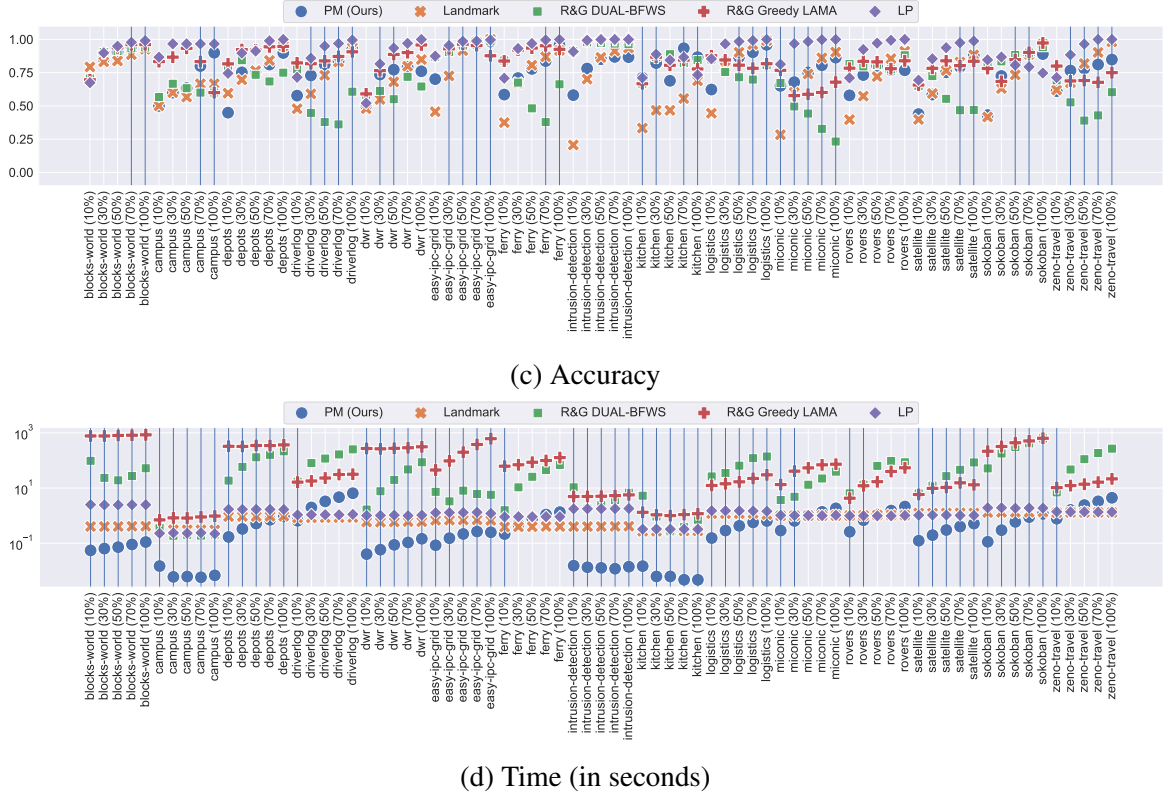 PM (Ours) Landmark R&G DUAL-BFWS R&G Greedy LAMA LP
1.00
0.75
0.50
0.25
0.00
blocks-world (10%)
blocks-world (30%)
blocks-world (50%)
blocks-world (70%)
blocks-world (100%)
campus (10%)
campus (30%)
campus (50%)
campus (70%)
campus (100%)
depots (10%)
depots (30%)
depots (50%)
depots (70%)
depots (100%)
driverlog (10%)
driverlog (30%)
driverlog (50%)
driverlog (70%)
driverlog (100%)
dwr (10%)
dwr (30%)
dwr (50%)
dwr (70%)
dwr (100%)
easy-ipc-grid (10%)
easy-ipc-grid (30%)
easy-ipc-grid (50%)
easy-ipc-grid (70%)
easy-ipc-grid (100%)
ferry (10%)
ferry (30%)
ferry (50%)
ferry (70%)
ferry (100%)
intrusion-detection (10%)
intrusion-detection (30%)
intrusion-detection (50%)
intrusion-detection (70%)
intrusion-detection (100%)
kitchen (10%)
kitchen (30%)
kitchen (50%)
kitchen (70%)
kitchen (100%)
logistics (10%)
logistics (30%)
logistics (50%)
logistics (70%)
logistics (100%)
miconic (10%)
miconic (30%)
miconic (50%)
miconic (70%)
miconic (100%)
rovers (10%)
rovers (30%)
rovers (50%)
rovers (70%)
rovers (100%)
satellite (10%)
satellite (30%)
satellite (50%)
satellite (70%)
satellite (100%)
sokoban (10%)
sokoban (30%)
sokoban (50%)
sokoban (70%)
sokoban (100%)
zeno-travel (10%)
zeno-travel (30%)
zeno-travel (50%)
zeno-travel (70%)
zeno-travel (100%)
(c) Accuracy
PM (Ours) Landmark R&G DUAL-BFWS R&G Greedy LAMA LP
10³
10¹
10⁻¹
blocks-world (10%)
blocks-world (30%)
blocks-world (50%)
blocks-world (70%)
blocks-world (100%)
campus (10%)
campus (30%)
campus (50%)
campus (70%)
campus (100%)
depots (10%)
depots (30%)
depots (50%)
depots (70%)
depots (100%)
driverlog (10%)
driverlog (30%)
driverlog (50%)
driverlog (70%)
driverlog (100%)
dwr (10%)
dwr (30%)
dwr (50%)
dwr (70%)
dwr (100%)
easy-ipc-grid (10%)
easy-ipc-grid (30%)
easy-ipc-grid (50%)
easy-ipc-grid (70%)
easy-ipc-grid (100%)
ferry (10%)
ferry (30%)
ferry (50%)
ferry (70%)
ferry (100%)
intrusion-detection (10%)
intrusion-detection (30%)
intrusion-detection (50%)
intrusion-detection (70%)
intrusion-detection (100%)
kitchen (10%)
kitchen (30%)
kitchen (50%)
kitchen (70%)
kitchen (100%)
logistics (10%)
logistics (30%)
logistics (50%)
logistics (70%)
logistics (100%)
miconic (10%)
miconic (30%)
miconic (50%)
miconic (70%)
miconic (100%)
rovers (10%)
rovers (30%)
rovers (50%)
rovers (70%)
rovers (100%)
satellite (10%)
satellite (30%)
satellite (50%)
satellite (70%)
satellite (100%)
sokoban (10%)
sokoban (30%)
sokoban (50%)
sokoban (70%)
sokoban (100%)
zeno-travel (10%)
zeno-travel (30%)
zeno-travel (50%)
zeno-travel (70%)
zeno-travel (100%)
(d) Time (in seconds)